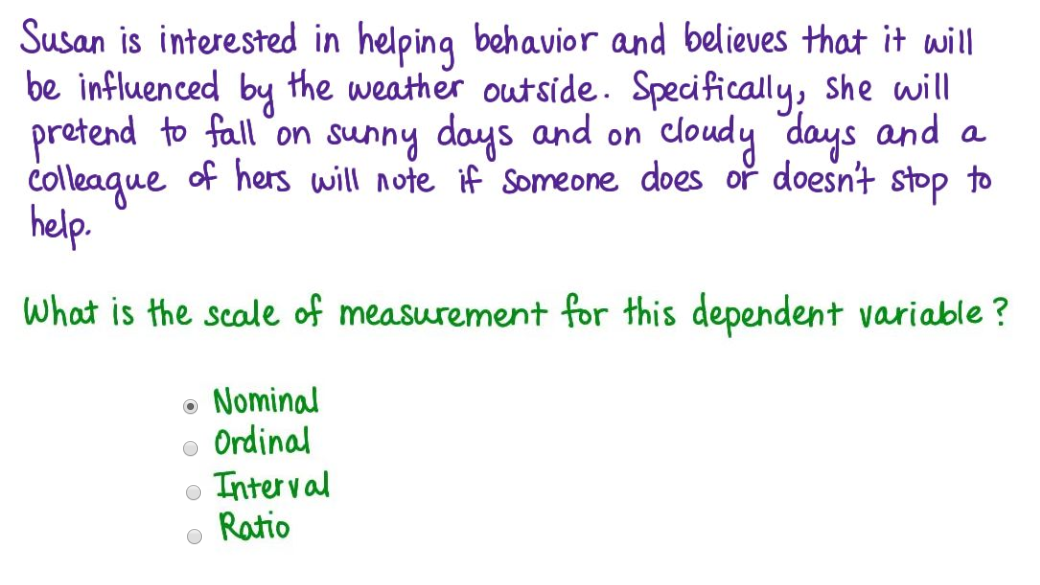 Susan is interested in helping behavior and believes that it will
be influenced by the weather outside. Specifically, she will
pretend to fall on sunny days and on cloudy days and a
colleague of hers will note if someone does or doesn't stop to
help.
What is the scale of measurement for this dependent variable?
Nominal
Ordinal
Interval
Ratio